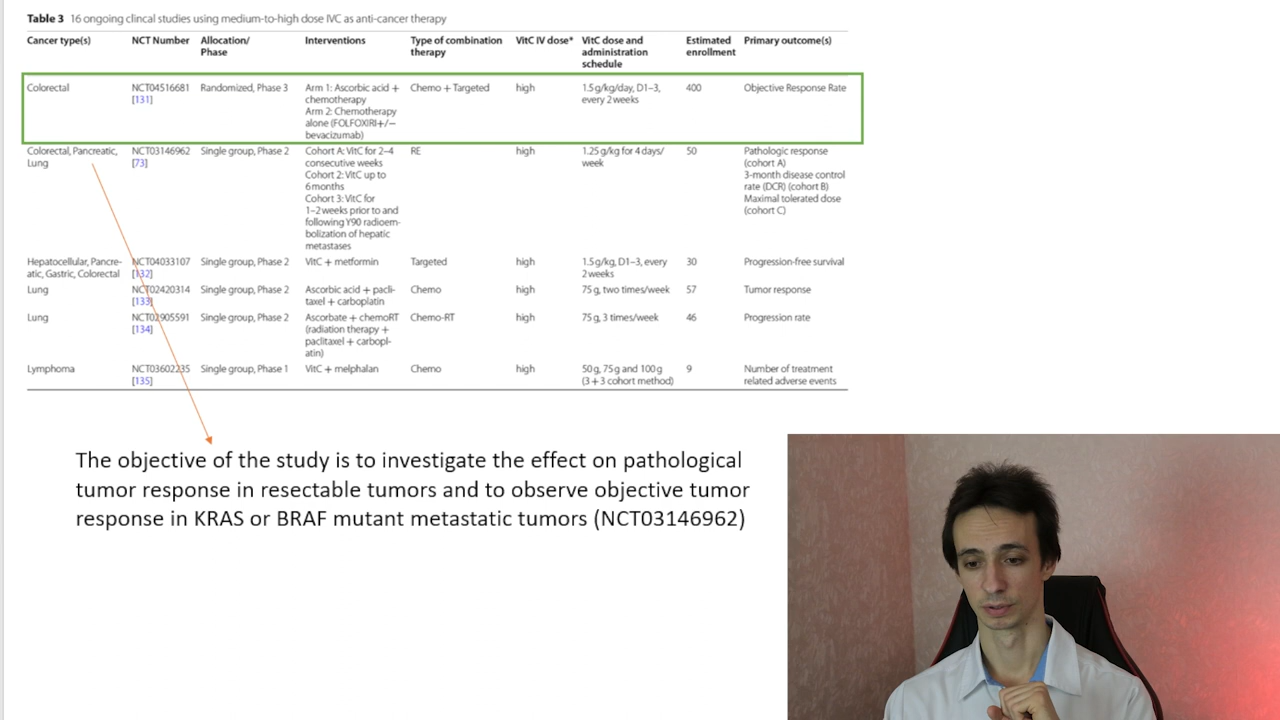 Table 3 16 ongoing clincal studies using medium-to-high dose IVC as anti-cancer therapy
Cancer type(s) NCT Number Allocation/ Interventions Type of combination VitC IV dose* VitC dose and Estimated Primary outcome(s)
Phase therapy administration enrollment
schedule
Colorectal NCT04516681 Randomized, Phase 3 Arm 1: Ascorbic acid + Chemo + Targeted high 1.5 g/kg/day, D1–3, 400 Objective Response Rate
[131] chemotherapy every 2 weeks
Arm 2: Chemotherapy
alone (FOLFOXIRI+/−
bevacizumab)
Colorectal, Pancreatic, NCT03146962 Single group, Phase 2 Cohort A: VitC for 2–4 RE high 1.25 g/kg for 4 days/ 50 Pathologic response
Lung [73] consecutive weeks week (cohort A)
Cohort 2: VitC up to 3-month disease control
6 months rate (DCR) (cohort B)
Cohort 3: VitC for Maximal tolerated dose
1–2 weeks prior to and (cohort C)
following Y90 radioem-
bolization of hepatic
metastases
Hepatocellular, Pancre- NCT04033107 Single group, Phase 2 VitC + metformin Targeted high 1.5 g/kg, D1–3, every 30 Progression-free survival
atic, Gastric, Colorectal [132] 2 weeks
Lung NCT02420314 Single group, Phase 2 Ascorbic acid + pacli- Chemo high 75 g, two times/week 57 Tumor response
[133] taxel + carboplatin
Lung NCT02905591 Single group, Phase 2 Ascorbate + chemoRT Chemo-RT high 75 g, 3 times/week 46 Progression rate
[134] (radiation therapy +
paclitaxel + carbopl-
atin)
Lymphoma NCT03602235 Single group, Phase 1 VitC + melphalan Chemo high 50 g, 75 g and 100 g 9 Number of treatment
[135] (3 + 3 cohort method) related adverse events
The objective of the study is to investigate the effect on pathological
tumor response in resectable tumors and to observe objective tumor
response in KRAS or BRAF mutant metastatic tumors (NCT03146962)